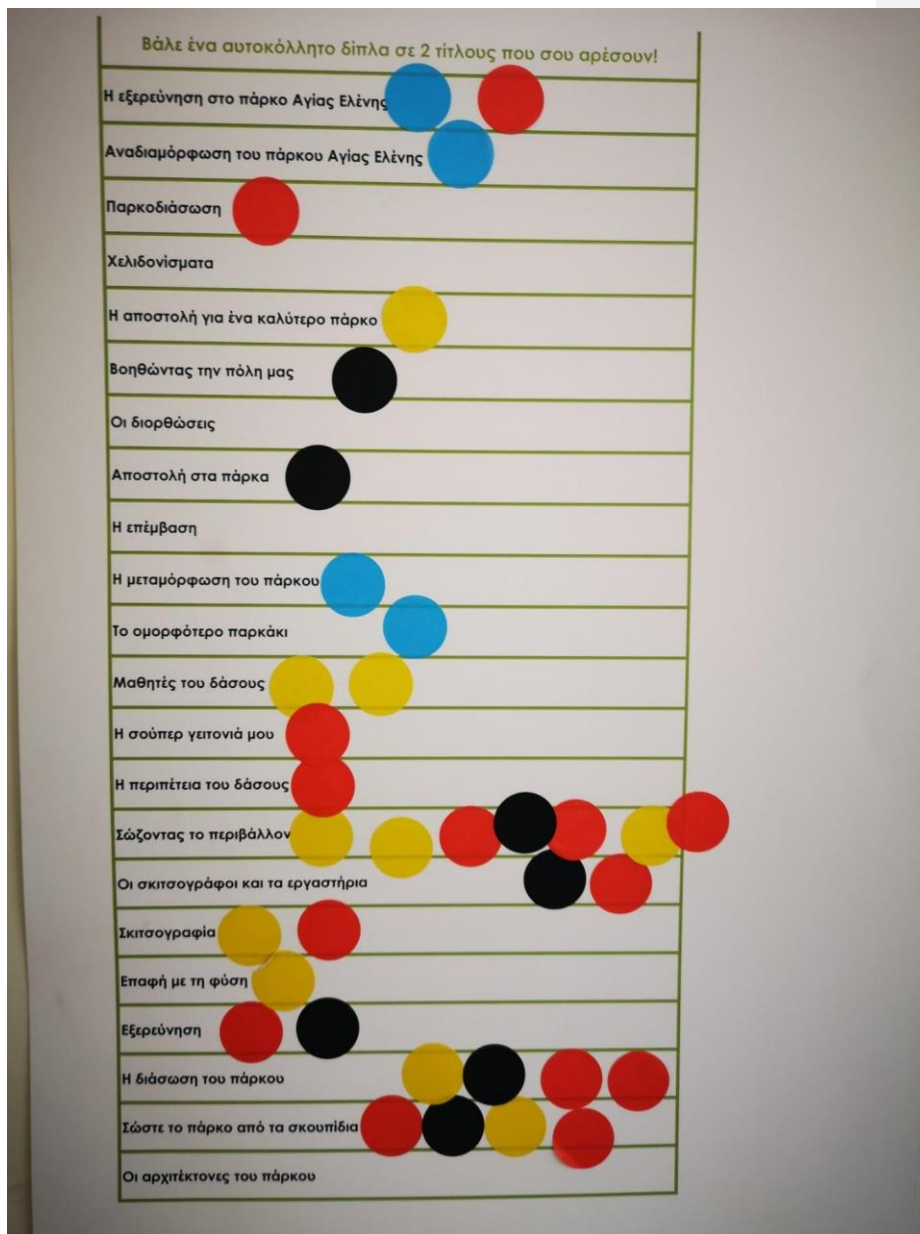 Βάλε ένα αυτοκόλλητο δίπλα σε 2 τίτλους που σου αρέσουν!
Η εξερεύνηση στο πάρκο Αγίας Ελένης
Αναδιαμόρφωση του πάρκου Αγίας Ελένης
Παρκοδιάσωση
Χελιδονίσματα
Η αποστολή για ένα καλύτερο πάρκο
Βοηθώντας την πόλη μας
Οι διορθώσεις
Αποστολή στα πάρκα
Η επέμβαση
Η μεταμόρφωση του πάρκου
Το ομορφότερο παρκάκι
Μαθητές του δάσους
Η σούπερ γειτονιά μου
Η περιπέτεια του δάσους
Σώζοντας το περιβάλλον
Οι σκιτσογράφοι και τα εργαστήρια
Σκιτσογραφία
Επαφή με τη φύση
Εξερεύνηση
Η διάσωση του πάρκου
Σώστε το πάρκο από τα σκουπίδια
Οι αρχιτέκτονες του πάρκου